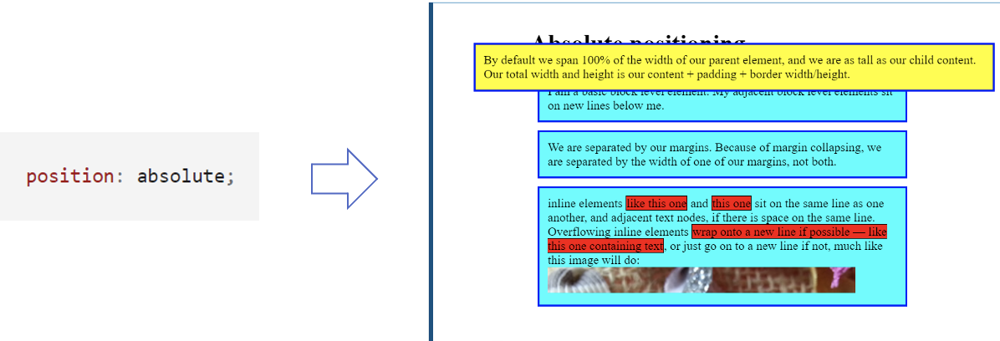 position: absolute;
Absolute positioning
By default we span 100% of the width of our parent element, and we are as tall as our child content.
Our total width and height is our content + padding + border width/height.
I am a basic block level element. My adjacent block level elements sit
on new lines below me.
We are separated by our margins. Because of margin collapsing, we
are separated by the width of one of our margins, not both.
inline elements like this one and this one sit on the same line as one
another, and adjacent text nodes, if there is space on the same line.
Overflowing inline elements wrap onto a new line if possible — like
this one containing text, or just go on to a new line if not, much like
this image will do: